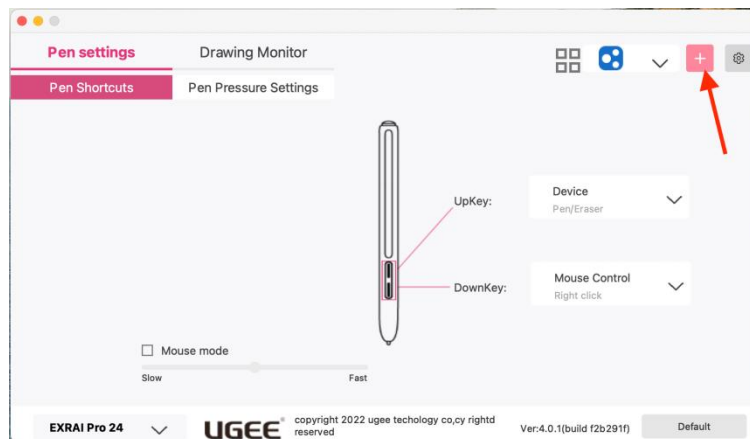 Pen settings
Drawing Monitor
Pen Shortcuts
Pen Pressure Settings
UpKey:
Device
Pen/Eraser
DownKey:
Mouse Control
Right click
Mouse mode
Slow
Fast
EXRAI Pro 24
UGEE®
copyright 2022 ugee techology co,cy rightd
reserved
Ver:4.0.1(build f2b291f)
Default